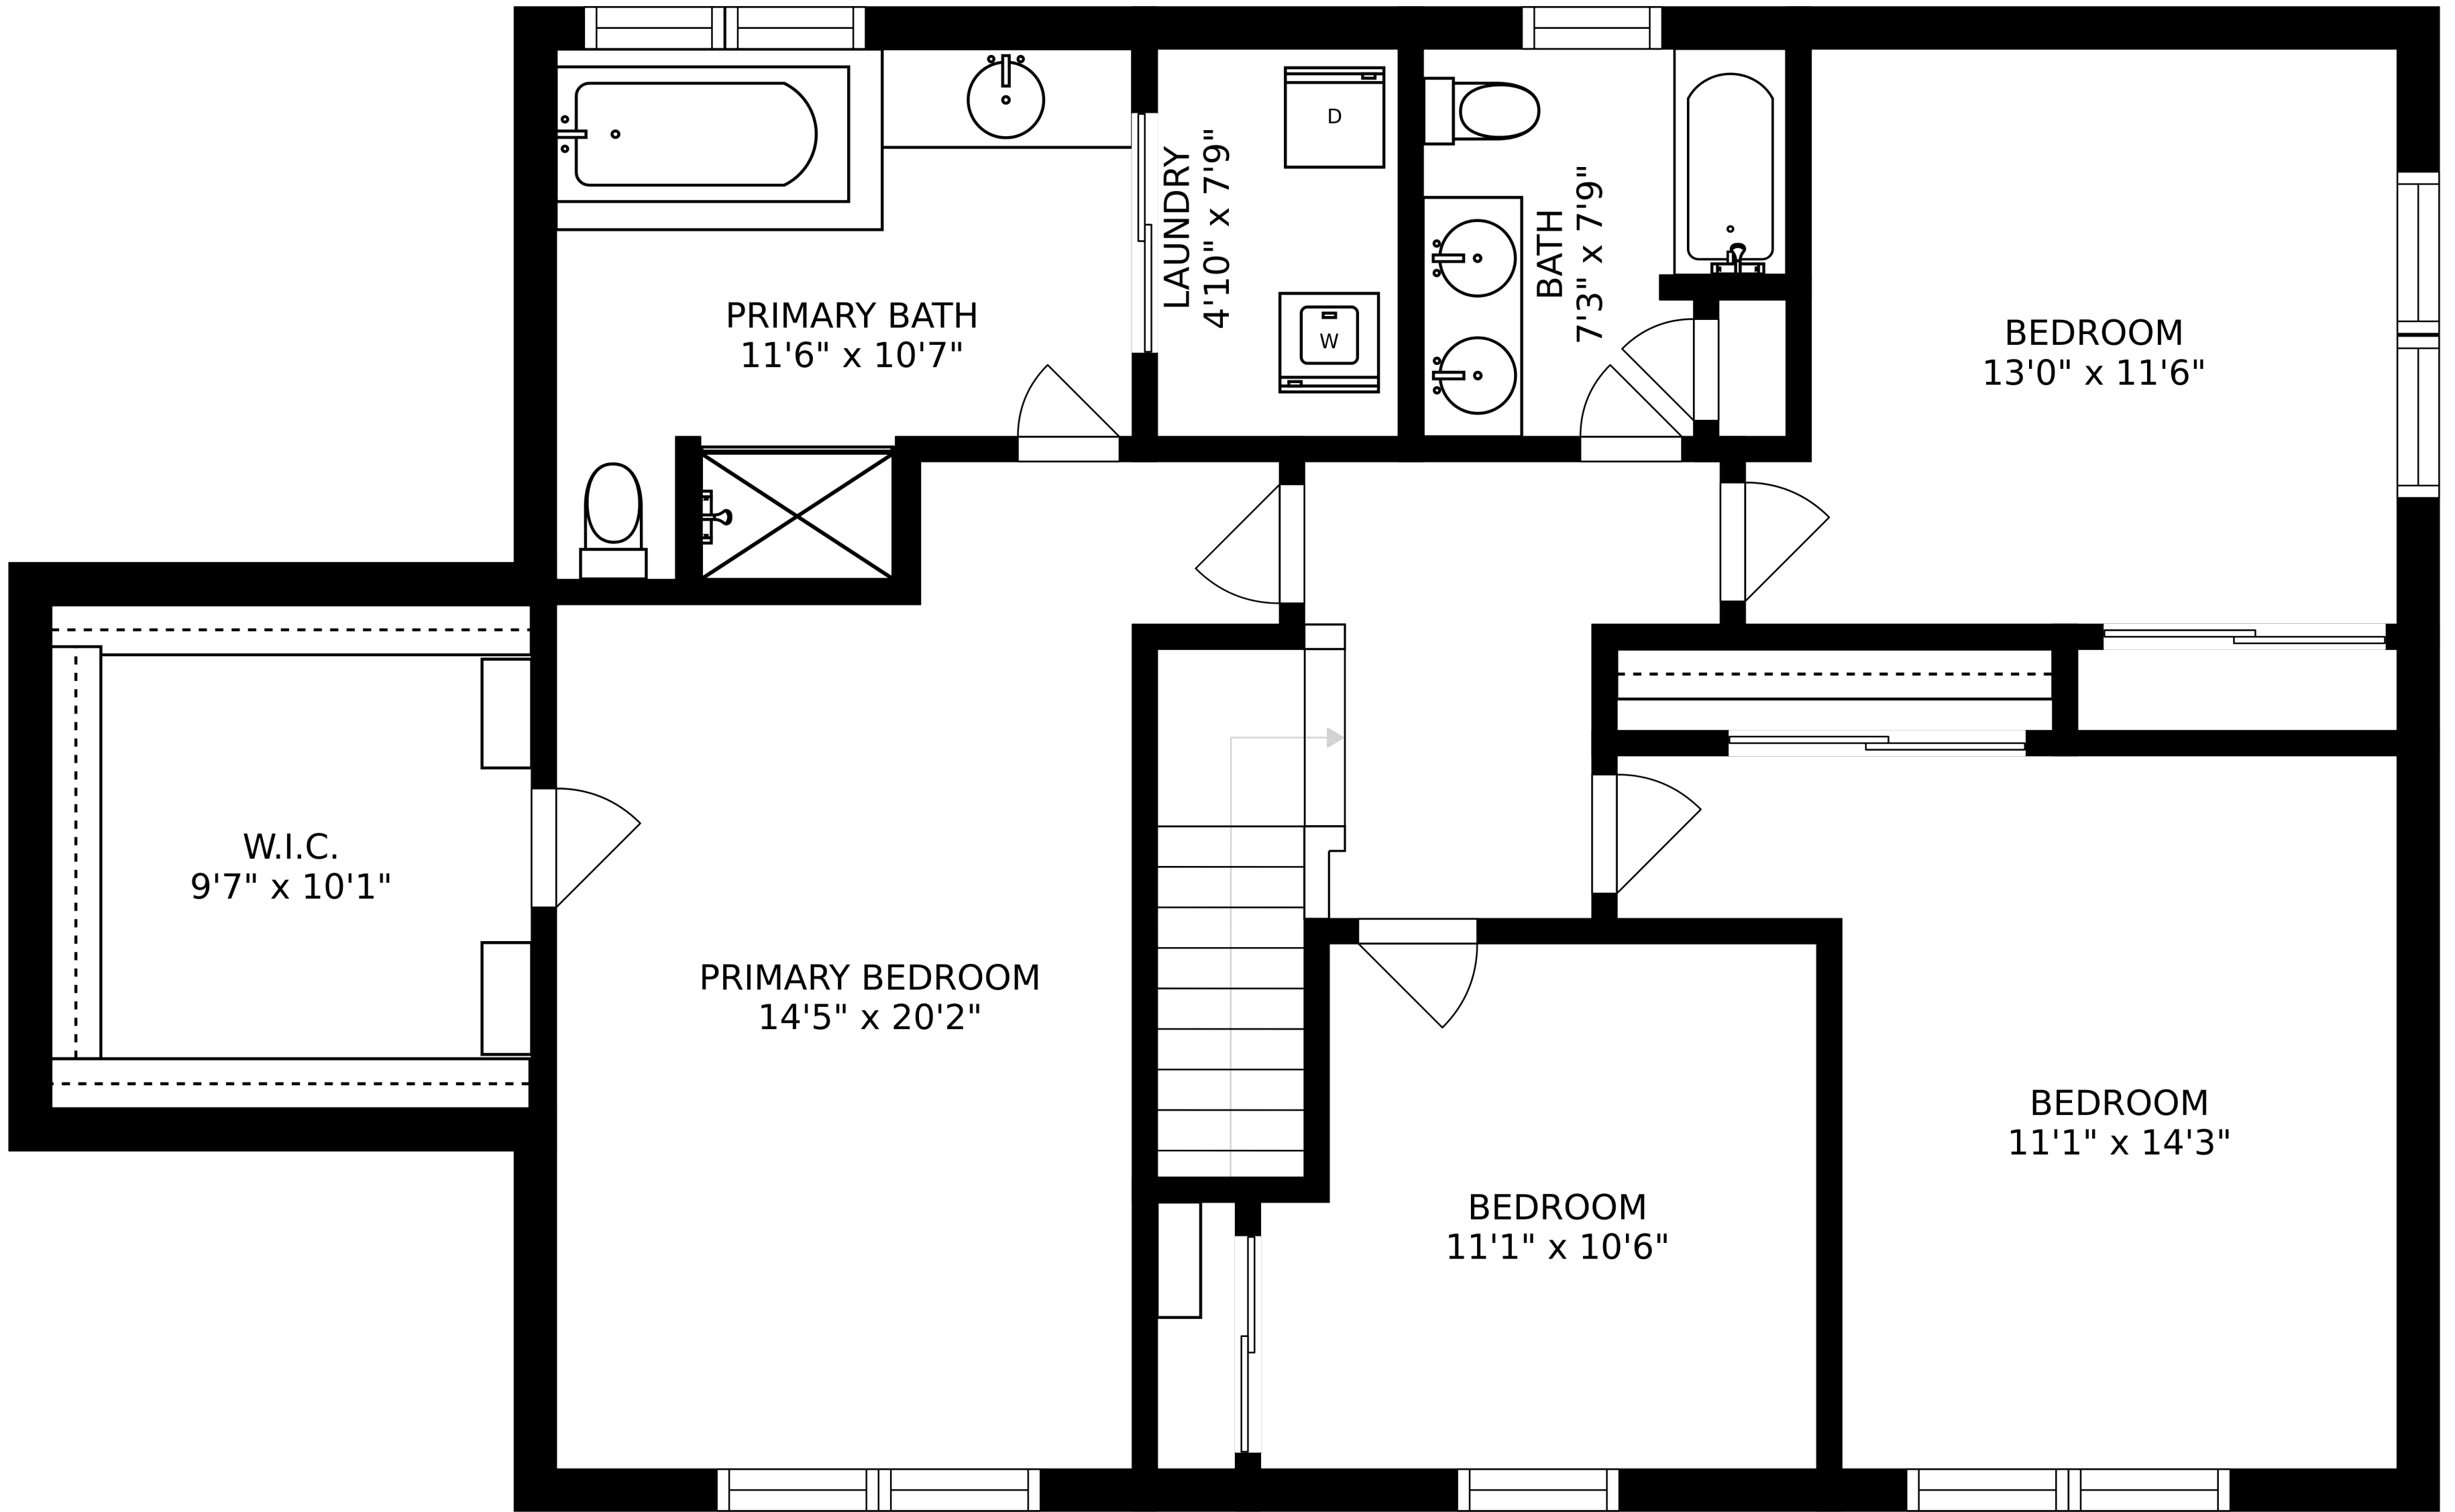 D
LAUNDRY
4'10" x 7'9"
BATH
7'3" x 7'9"
W
PRIMARY BATH
11'6" x 10'7"
BEDROOM
13'0" x 11'6"
W.I.C.
9'7" x 10'1"
PRIMARY BEDROOM
14'5" x 20'2"
BEDROOM
11'1" x 14'3"
BEDROOM
11'1" x 10'6"